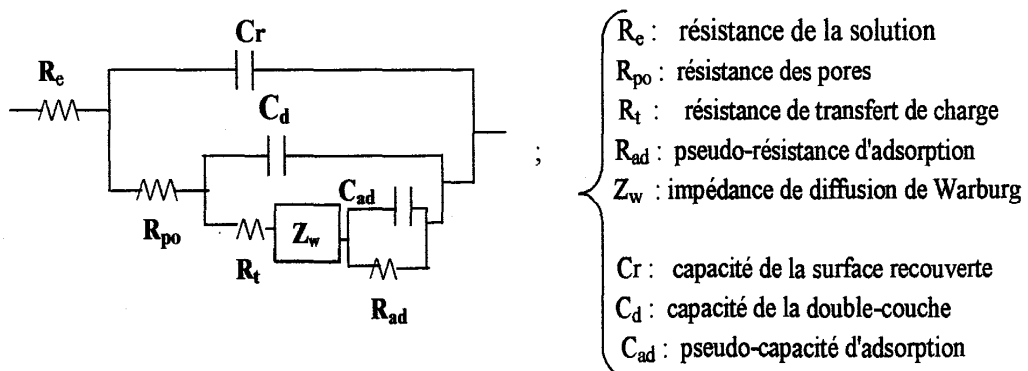 Cr
Re
Cd
Cad
Rpo
Zw
Rt
Rad
;
Re : résistance de la solution
Rpo : résistance des pores
Rt : résistance de transfert de charge
Rad : pseudo-résistance d'adsorption
Zw : impédance de diffusion de Warburg
Cr : capacité de la surface recouverte
Cd : capacité de la double-couche
Cad : pseudo-capacité d'adsorption